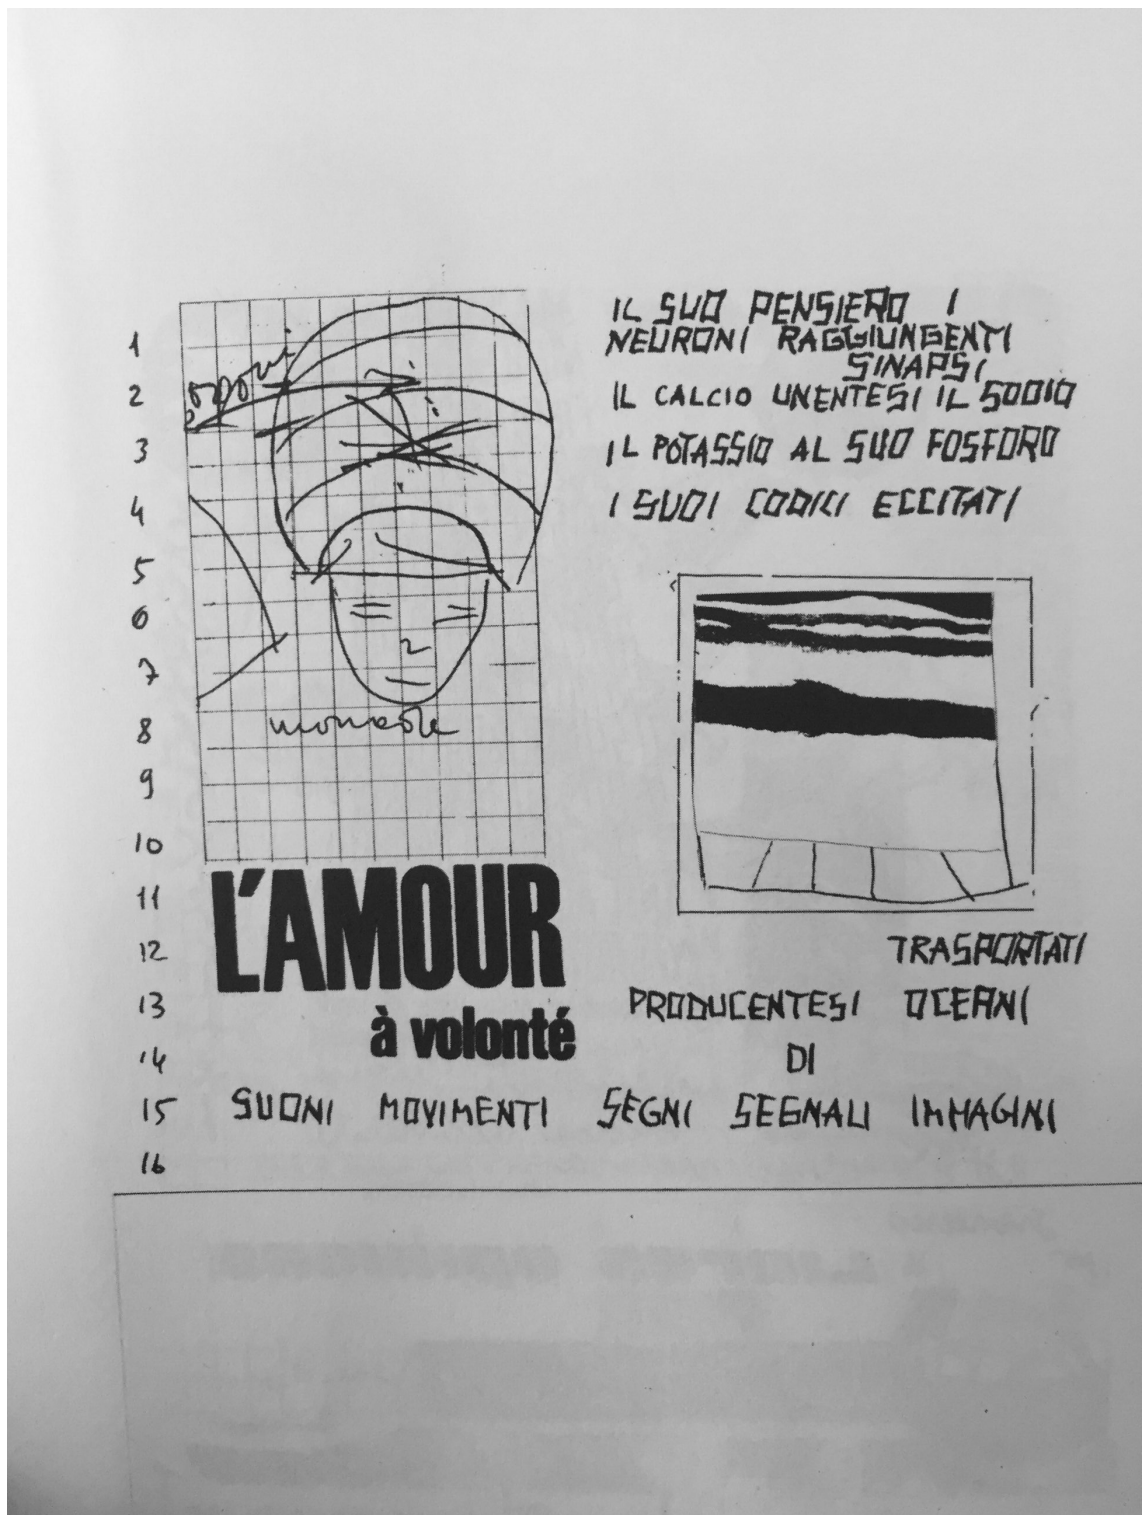 IL SUO PENSIERO I
NEURONI RAGGIUNGENTI
SINAPSI
IL CALCIO UNENTESI IL SODIO
IL POTASSIO AL SUO FOSFORO
I SUOI CODICI ECCITATI
1
2
3
4
5
6
7
8
9
10
11
12
13
14
15
16
L'AMOUR
à volonté
TRASPORTATI
PRODUCENTESI OCEANI
DI
SUONI MOVIMENTI SEGNI SEGNALI IMMAGINI